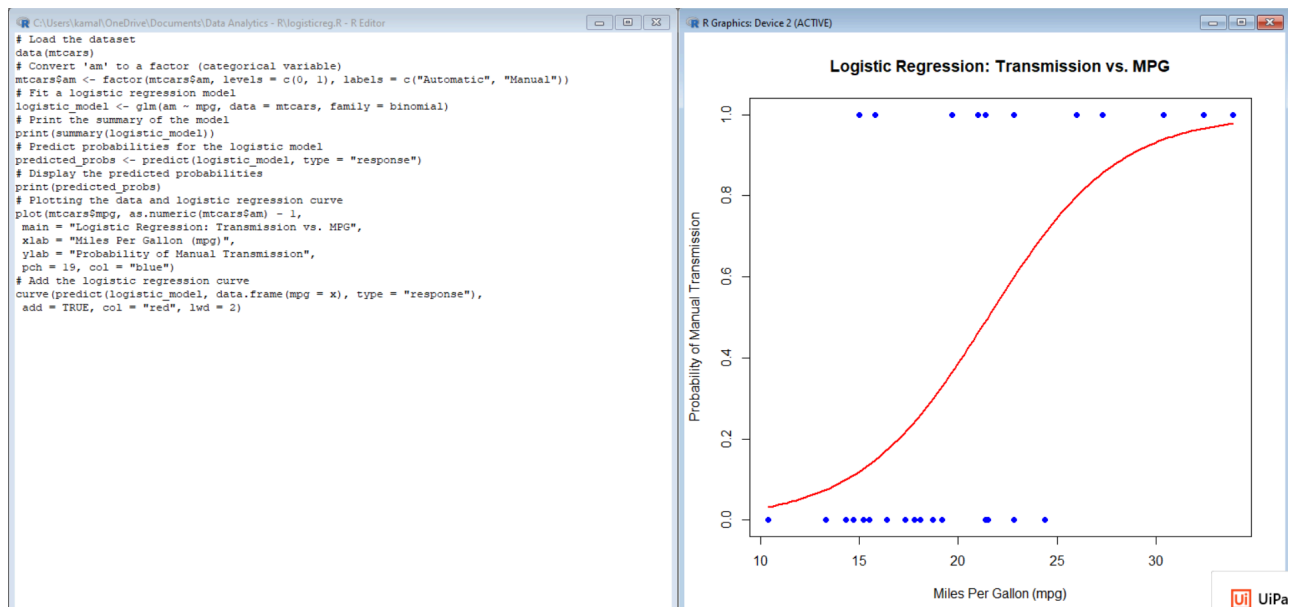 C:\Users\kamal\OneDrive\Documents\Data Analytics - R\logisticreg.R - R Editor
# Load the dataset
data(mtcars)
# Convert 'am' to a factor (categorical variable)
mtcars$am <- factor(mtcars$am, levels = c(0, 1), labels = c("Automatic", "Manual"))
# Fit a logistic regression model
logistic_model <- glm(am ~ mpg, data = mtcars, family = binomial)
# Print the summary of the model
print(summary(logistic_model))
# Predict probabilities for the logistic model
predicted_probs <- predict(logistic_model, type = "response")
# Display the predicted probabilities
print(predicted_probs)
# Plotting the data and logistic regression curve
plot(mtcars$mpg, as.numeric(mtcars$am) - 1,
main = "Logistic Regression: Transmission vs. MPG",
xlab = "Miles Per Gallon (mpg)",
ylab = "Probability of Manual Transmission",
pch = 19, col = "blue")
# Add the logistic regression curve
curve(predict(logistic_model, data.frame(mpg = x), type = "response"),
add = TRUE, col = "red", lwd = 2)
R Graphics: Device 2 (ACTIVE)
Logistic Regression: Transmission vs. MPG
Probability of Manual Transmission
1.0
0.8
0.6
0.4
0.2
0.0
10 15 20 25 30
Miles Per Gallon (mpg)
Ui UiPa